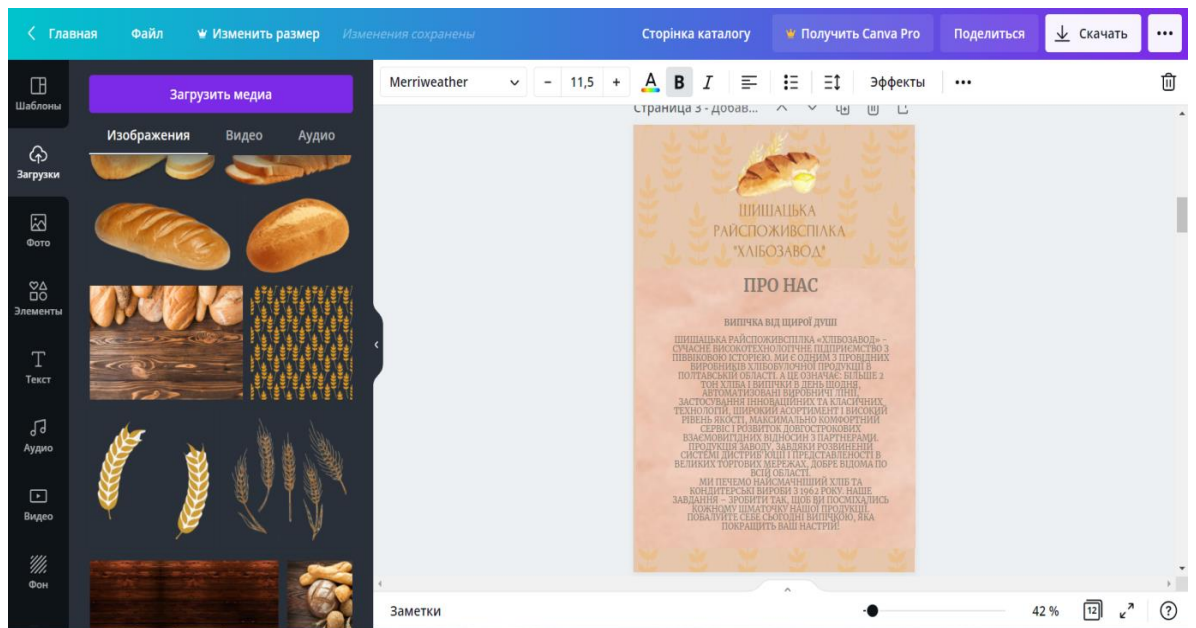 Главная Файл Изменить размер Изменения сохранены Сторінка каталогу Получить Canva Pro Поделиться Скачать
Шаблоны
Загрузки
Фото
Элементы
Текст
Аудио
Видео
Фон
Загрузить медиа
Изображения Видео Аудио
Merriweather - 11,5 + A B I Эффекты
Страница 3 - Добав...
ШИШАЦЬКА
РАЙСПОЖИВСПІЛКА
"ХЛІБОЗАВОД"
ПРО НАС
ВИПІЧКА ВІД ЩИРОЇ ДУШІ
ШИШАЦЬКА РАЙСПОЖИВСПІЛКА «ХЛІБОЗАВОД» –
СУЧАСНЕ ВИСОКОТЕХНОЛОГІЧНЕ ПІДПРИЄМСТВО З
ПІВВІКОВОЮ ІСТОРІЄЮ. МИ Є ОДНИМ З ПРОВІДНИХ
ВИРОБНИКІВ ХЛІБОБУЛОЧНОЇ ПРОДУКЦІЇ В
ПОЛТАВСЬКІЙ ОБЛАСТІ. А ЦЕ ОЗНАЧАЄ: БІЛЬШЕ 2
ТОН ХЛІБА І ВИПІЧКИ В ДЕНЬ ЩОДНЯ,
АВТОМАТИЗОВАНІ ВИРОБНИЧІ ЛІНІЇ,
ЗАСТОСУВАННЯ ІННОВАЦІЙНИХ ТА КЛАСИЧНИХ
ТЕХНОЛОГІЙ, ШИРОКИЙ АСОРТИМЕНТ І ВИСОКИЙ
РІВЕНЬ ЯКОСТІ, МАКСИМАЛЬНО КОМФОРТНИЙ
СЕРВІС І РОЗВИТОК ДОВГОСТРОКОВИХ
ВЗАЄМОВИГІДНИХ ВІДНОСИН З ПАРТНЕРАМИ.
ПРОДУКЦІЯ ЗАВОДУ, ЗАВДЯКИ РОЗВИНЕНІЙ
СИСТЕМІ ДИСТРИБ'ЮЦІЇ І ПРЕДСТАВЛЕНОСТІ В
ВЕЛИКИХ ТОРГОВИХ МЕРЕЖАХ, ДОБРЕ ВІДОМА ПО
ВСІЙ ОБЛАСТІ.
МИ ПЕЧЕМО НАЙСМАЧНІШИЙ ХЛІБ ТА
КОНДИТЕРСЬКІ ВИРОБИ З 1962 РОКУ. НАШЕ
ЗАВДАННЯ – ЗРОБИТИ ТАК, ЩОБ ВИ ПОСМІХАЛИСЬ
КОЖНОМУ ШМАТОЧКУ НАШОЇ ПРОДУКЦІЇ.
ПОБАЛУЙТЕ СЕБЕ СЬОГОДНІ ВИПІЧКОЮ, ЯКА
ПОКРАЩИТЬ ВАШ НАСТРІЙ!
Заметки 42 % 12 ?